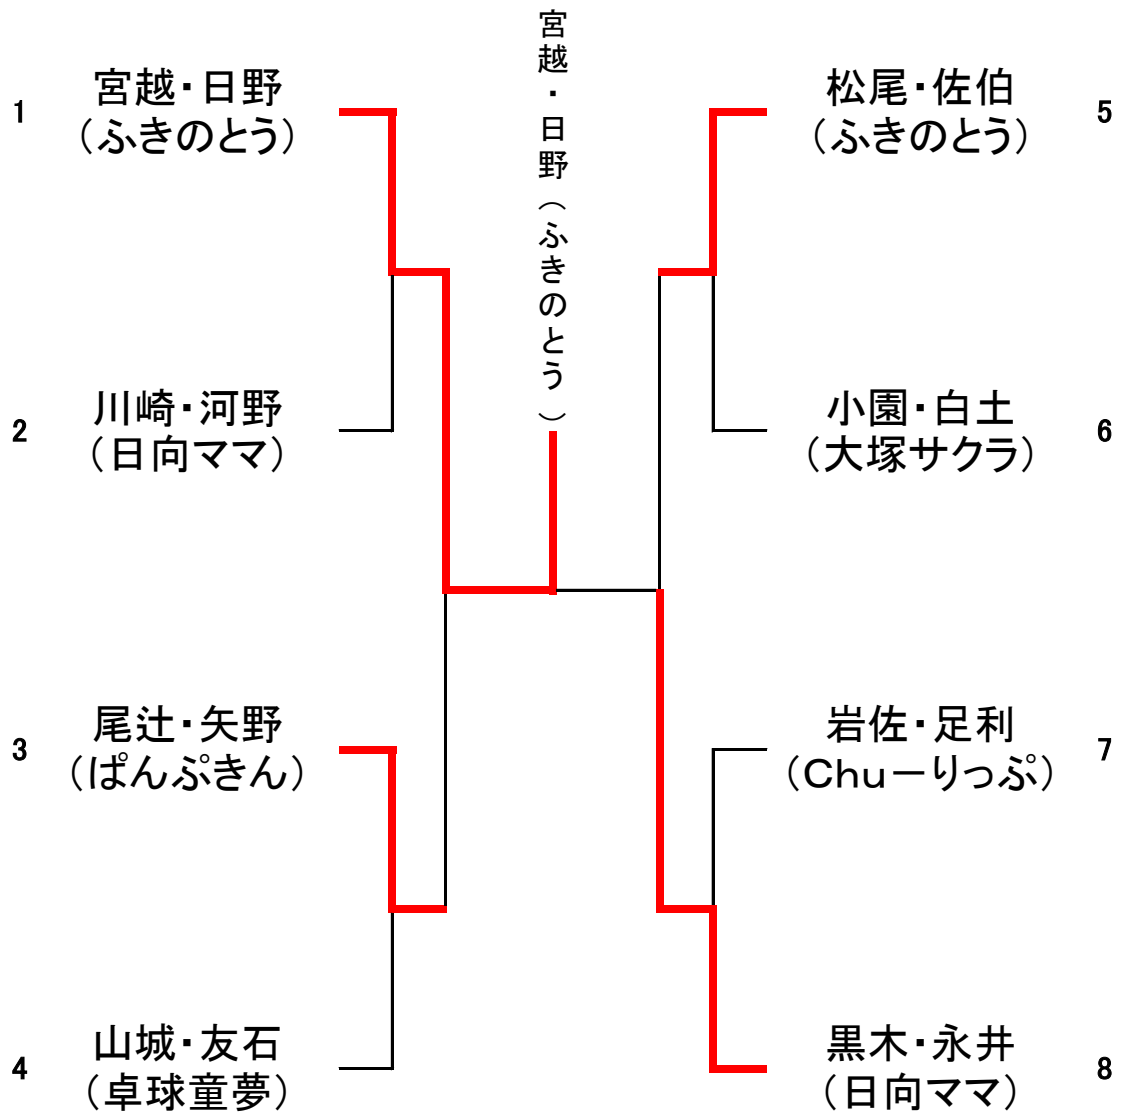 宮越・日野（ふきのとう）
1
宮越・日野
（ふきのとう）
2
川崎・河野
（日向ママ）
3
尾辻・矢野
（ぱんぷきん）
4
山城・友石
（卓球童夢）
松尾・佐伯
（ふきのとう）
5
小園・白土
（大塚サクラ）
6
岩佐・足利
（Chuーりっぷ）
7
黒木・永井
（日向ママ）
8